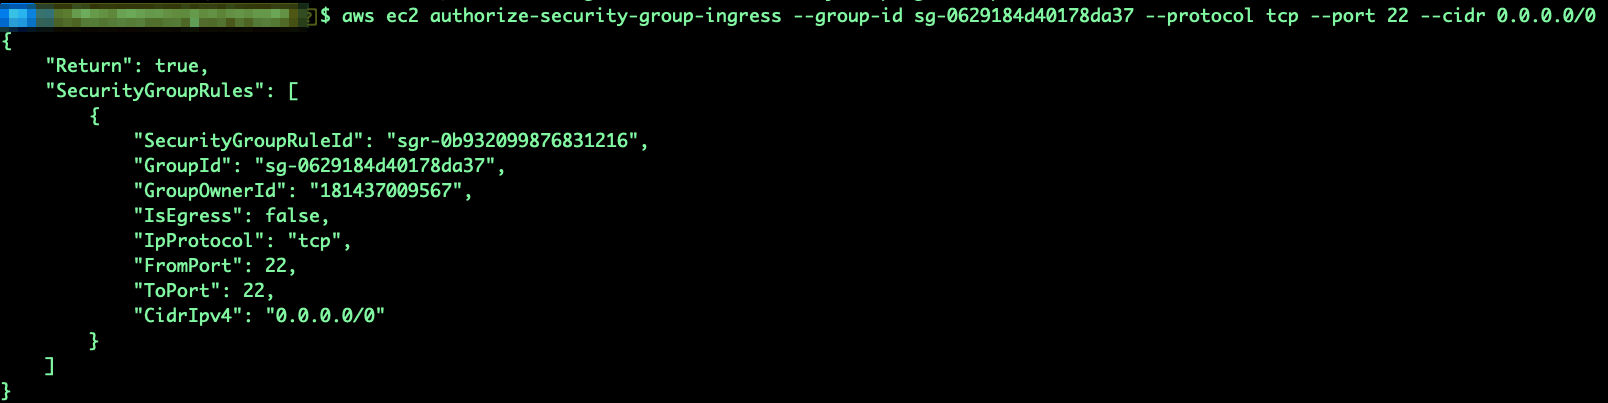 $ aws ec2 authorize-security-group-ingress --group-id sg-0629184d40178da37 --protocol tcp --port 22 --cidr 0.0.0.0/0
{
    "Return": true,
    "SecurityGroupRules": [
        {
            "SecurityGroupRuleId": "sgr-0b932099876831216",
            "GroupId": "sg-0629184d40178da37",
            "GroupOwnerId": "181437009567",
            "IsEgress": false,
            "IpProtocol": "tcp",
            "FromPort": 22,
            "ToPort": 22,
            "CidrIpv4": "0.0.0.0/0"
        }
    ]
}